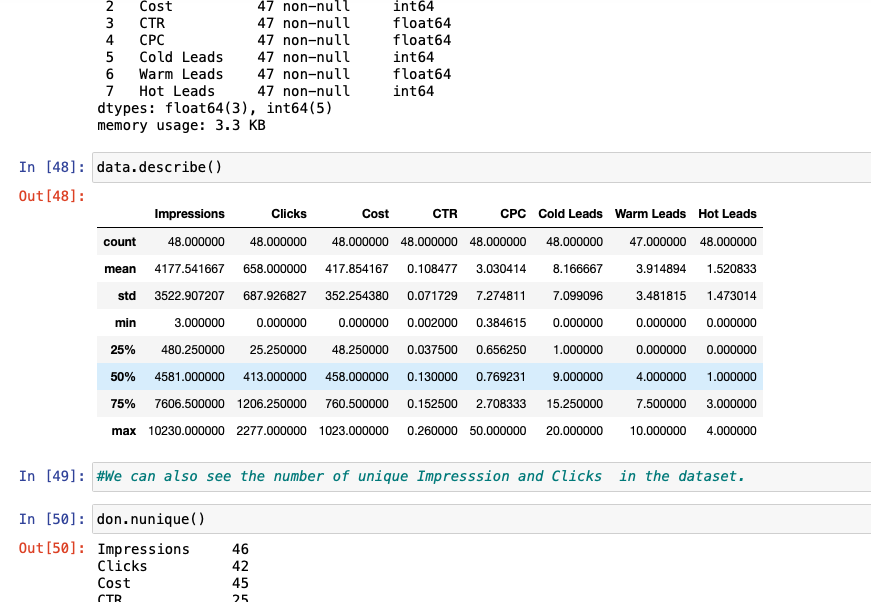 2 Cost 47 non-null int64
3 CTR 47 non-null float64
4 CPC 47 non-null float64
5 Cold Leads 47 non-null int64
6 Warm Leads 47 non-null float64
7 Hot Leads 47 non-null int64
dtypes: float64(3), int64(5)
memory usage: 3.3 KB
In [48]: data.describe()
Out[48]:
Impressions Clicks Cost CTR CPC Cold Leads Warm Leads Hot Leads
count 48.000000 48.000000 48.000000 48.000000 48.000000 48.000000 47.000000 48.000000
mean 4177.541667 658.000000 417.854167 0.108477 3.030414 8.166667 3.914894 1.520833
std 3522.907207 687.926827 352.254380 0.071729 7.274811 7.099096 3.481815 1.473014
min 3.000000 0.000000 0.000000 0.002000 0.384615 0.000000 0.000000 0.000000
25% 480.250000 25.250000 48.250000 0.037500 0.656250 1.000000 0.000000 0.000000
50% 4581.000000 413.000000 458.000000 0.130000 0.769231 9.000000 4.000000 1.000000
75% 7606.500000 1206.250000 760.500000 0.152500 2.708333 15.250000 7.500000 3.000000
max 10230.000000 2277.000000 1023.000000 0.260000 50.000000 20.000000 10.000000 4.000000
In [49]: #We can also see the number of unique Impresssion and Clicks  in the dataset.
In [50]: don.nunique()
Out[50]: Impressions 46
Clicks 42
Cost 45
CTR 25